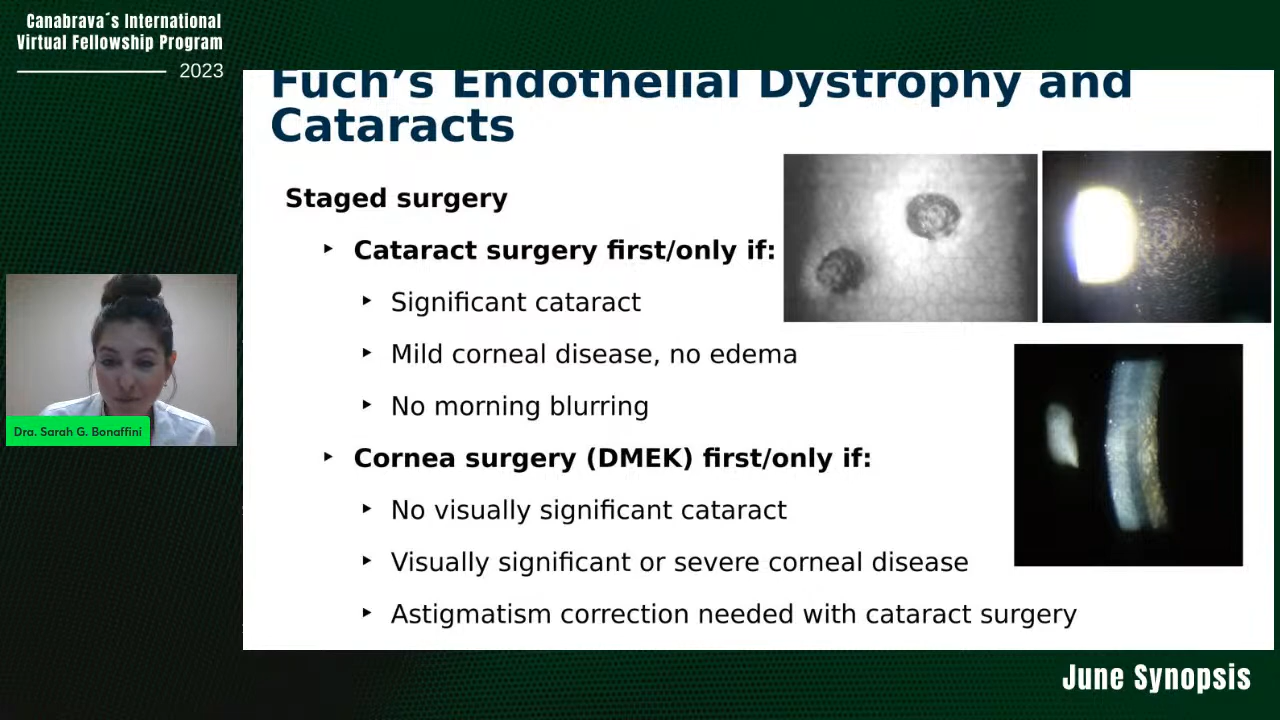 Canabrava´s International
Virtual Fellowship Program
2023
Fuch’s Endothelial Dystrophy and
Cataracts
Staged surgery
‣ Cataract surgery first/only if:
‣ Significant cataract
‣ Mild corneal disease, no edema
‣ No morning blurring
‣ Cornea surgery (DMEK) first/only if:
‣ No visually significant cataract
‣ Visually significant or severe corneal disease
‣ Astigmatism correction needed with cataract surgery
Dra. Sarah G. Bonaffini
June Synopsis